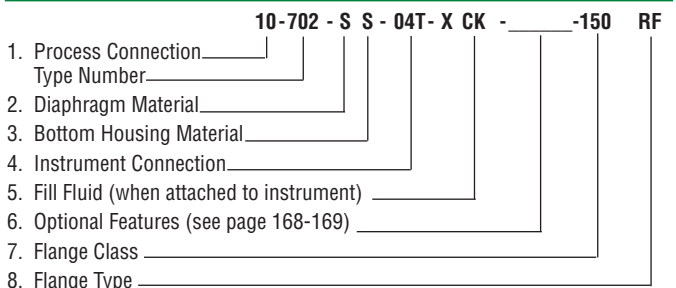 10-702 - S S - 04T- X CK -______-150 RF
1. Process Connection
Type Number
2. Diaphragm Material
3. Bottom Housing Material
4. Instrument Connection
5. Fill Fluid (when attached to instrument)
6. Optional Features (see page 168-169)
7. Flange Class
8. Flange Type